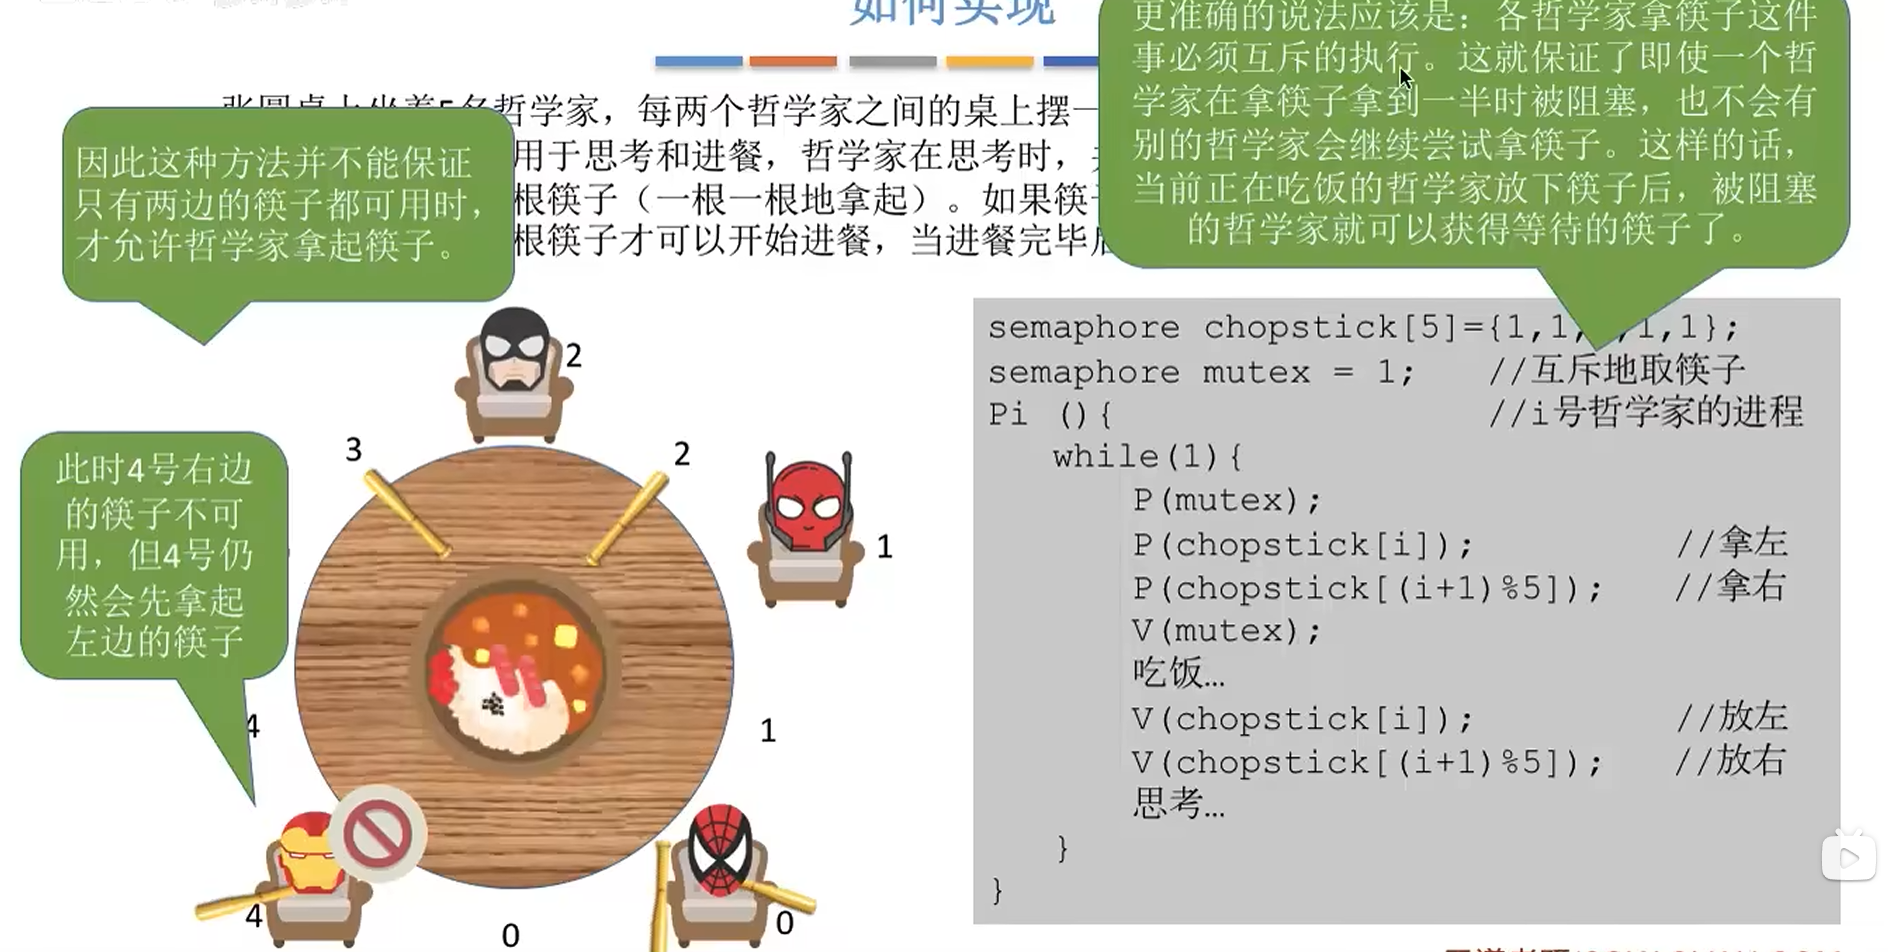 如何实现
更准确的说法应该是：各哲学家拿筷子这件
事必须互斥的执行。这就保证了即使一个哲
学家在拿筷子拿到一半时被阻塞，也不会有
别的哲学家会继续尝试拿筷子。这样的话，
当前正在吃饭的哲学家放下筷子后，被阻塞
的哲学家就可以获得等待的筷子了。
张圆桌上坐着5名哲学家，每两个哲学家之间的桌上摆一
用于思考和进餐，哲学家在思考时，
根筷子（一根一根地拿起）。如果筷
根筷子才可以开始进餐，当进餐完毕
因此这种方法并不能保证
只有两边的筷子都可用时，
才允许哲学家拿起筷子。
此时4号右边
的筷子不可
用，但4号仍
然会先拿起
左边的筷子
2
3
2
1
4
1
4
0
0
semaphore chopstick[5]={1,1,1,1};
semaphore mutex = 1; //互斥地取筷子
Pi (){ //i号哲学家的进程
while(1){
P(mutex);
P(chopstick[i]); //拿左
P(chopstick[(i+1)%5]); //拿右
V(mutex);
吃饭…
V(chopstick[i]); //放左
V(chopstick[(i+1)%5]); //放右
思考…
}
}